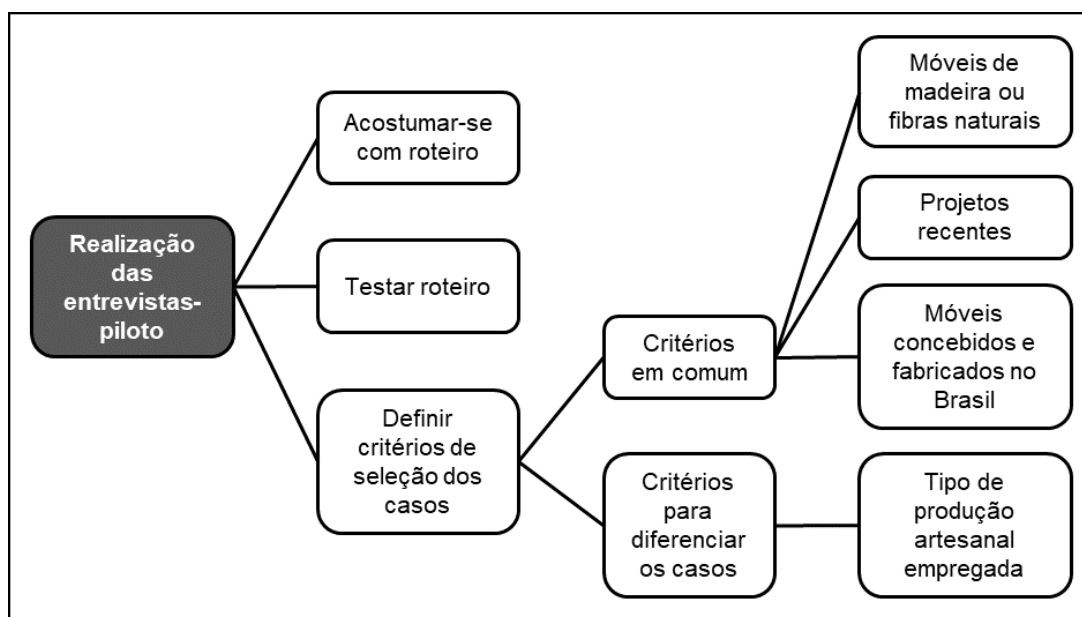 Realização
das
entrevistas-
piloto
Acostumar-se
com roteiro
Testar roteiro
Definir
critérios de
seleção dos
casos
Critérios
em comum
Critérios
para
diferenciar
os casos
Móveis de
madeira ou
fibras naturais
Projetos
recentes
Móveis
concebidos e
fabricados no
Brasil
Tipo de
produção
artesanal
empregada